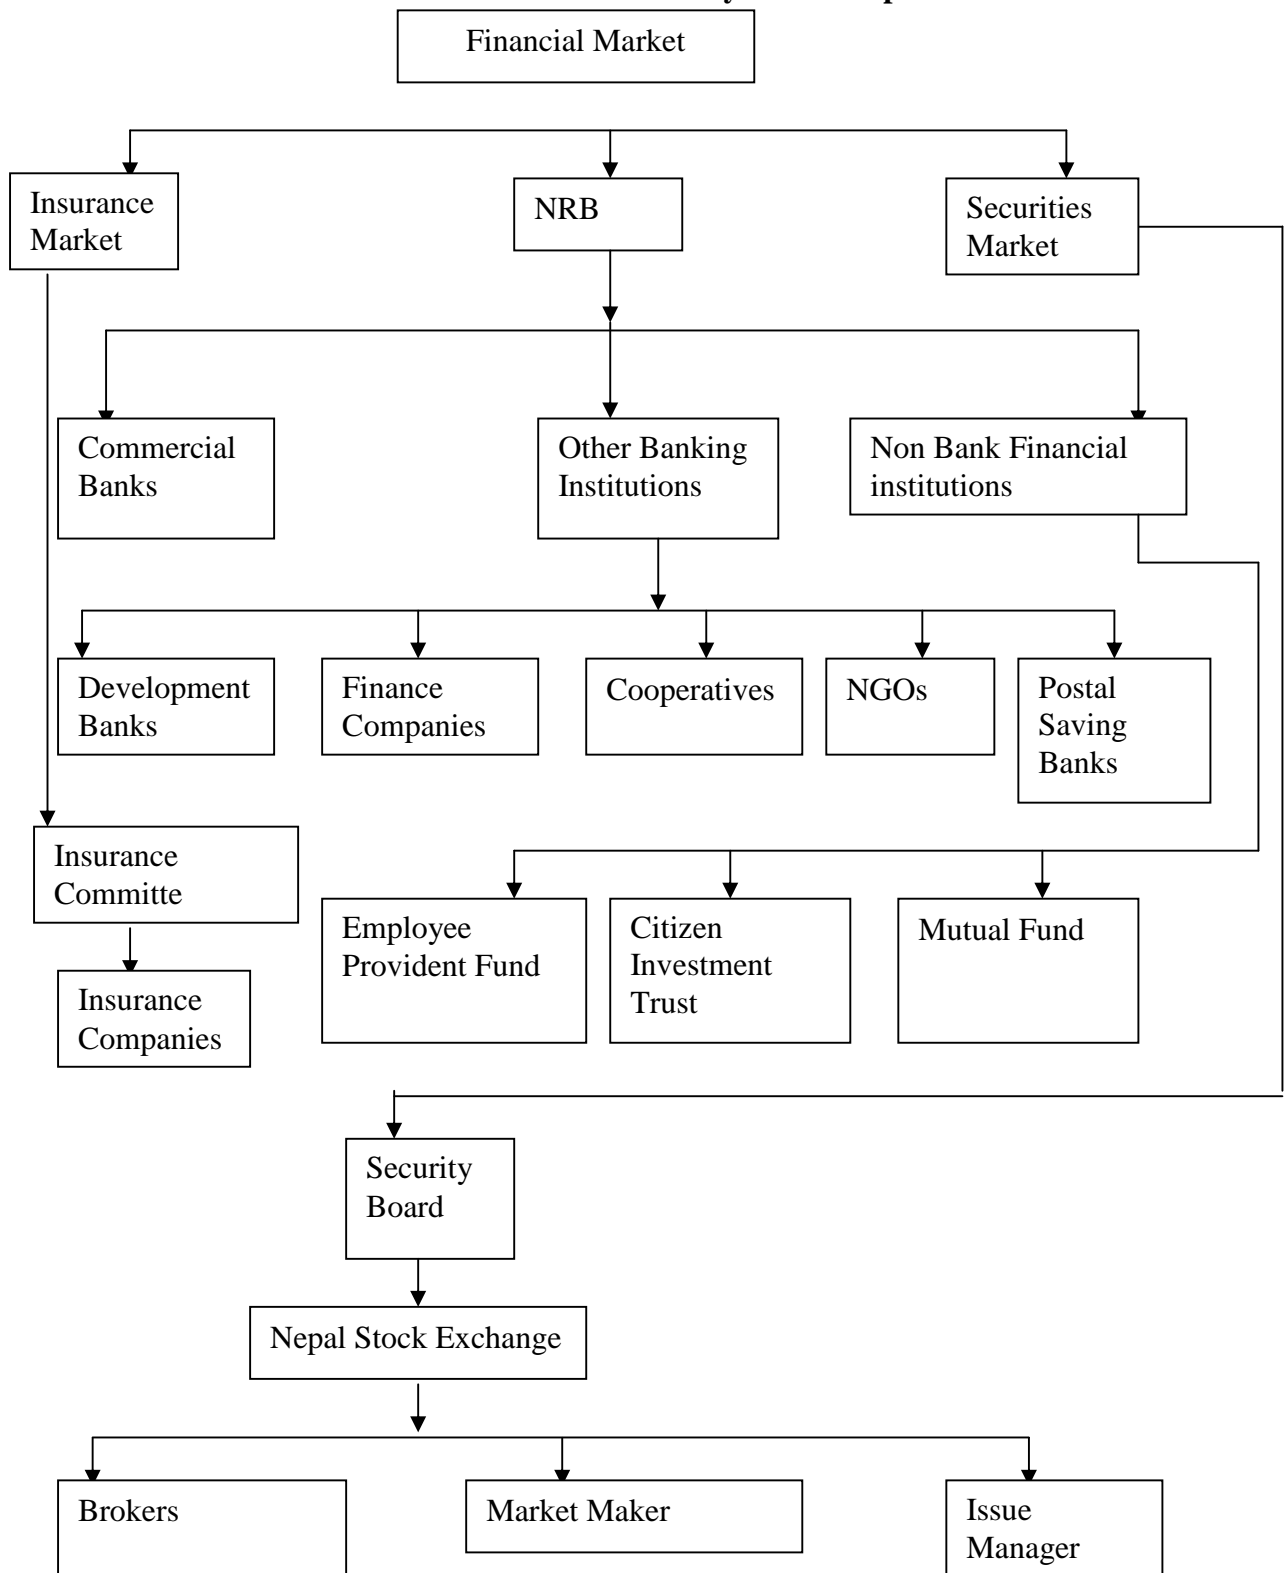 Financial Market
Insurance
Market
NRB
Securities
Market
Commercial
Banks
Other Banking
Institutions
Non Bank Financial
institutions
Development
Banks
Finance
Companies
Cooperatives
NGOs
Postal
Saving
Banks
Insurance
Committe
Employee
Provident Fund
Citizen
Investment
Trust
Mutual Fund
Insurance
Companies
Security
Board
Nepal Stock Exchange
Brokers
Market Maker
Issue
Manager